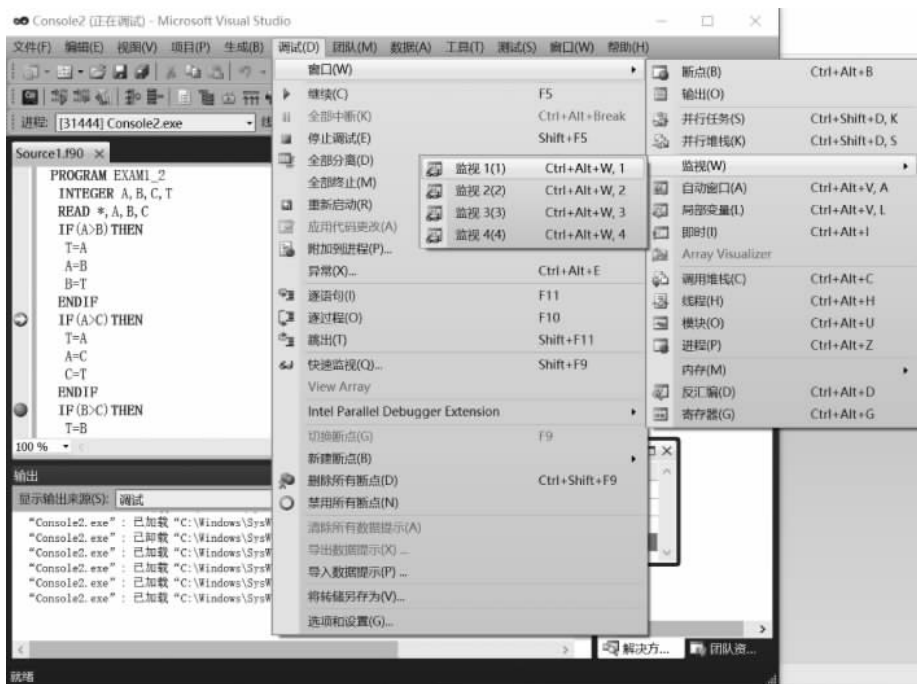 Console2 (正在调试) - Microsoft Visual Studio
文件(F) 编辑(E) 视图(V) 项目(P) 生成(B) 调试(D) 团队(M) 数据(A) 工具(T) 测试(S) 窗口(W) 帮助(H)
进程: [31444] Console2.exe
Source1.f90
PROGRAM EXAM1_2
INTEGER A, B, C, T
READ *, A, B, C
IF(A>B)THEN
T=A
A=B
B=T
ENDIF
IF(A>C)THEN
T=A
A=C
C=T
ENDIF
IF(B>C)THEN
T=B
100 %
输出
显示输出来源(S): 调试
"Console2.exe": 已加载 "C:\Windows\SysW
"Console2.exe": 已卸载 "C:\Windows\SysW
"Console2.exe": 已加载 "C:\Windows\SysW
"Console2.exe": 已加载 "C:\Windows\SysW
"Console2.exe": 已加载 "C:\Windows\SysW
"Console2.exe": 已加载 "C:\Windows\SysW
窗口(W)
继续(C) F5
全部中断(K) Ctrl+Alt+Break
停止调试(E) Shift+F5
全部分离(D)
全部终止(M)
重新启动(R)
应用代码更改(A)
附加到进程(P)...
异常(X)... Ctrl+Alt+E
逐语句(I) F11
逐过程(O) F10
跳出(T) Shift+F11
快速监视(Q)... Shift+F9
View Array
Intel Parallel Debugger Extension
切换断点(G) F9
新建断点(B)
删除所有断点(D) Ctrl+Shift+F9
禁用所有断点(N)
清除所有数据提示(A)
导出数据提示(X) ...
导入数据提示(P) ...
将转储另存为(V)...
选项和设置(G)...
监视 1(1) Ctrl+Alt+W, 1
监视 2(2) Ctrl+Alt+W, 2
监视 3(3) Ctrl+Alt+W, 3
监视 4(4) Ctrl+Alt+W, 4
断点(B) Ctrl+Alt+B
输出(O)
并行任务(S) Ctrl+Shift+D, K
并行堆栈(K) Ctrl+Shift+D, S
监视(W)
自动窗口(A) Ctrl+Alt+V, A
局部变量(L) Ctrl+Alt+V, L
即时(I) Ctrl+Alt+I
Array Visualizer
调用堆栈(C) Ctrl+Alt+C
线程(H) Ctrl+Alt+H
模块(O) Ctrl+Alt+U
进程(P) Ctrl+Alt+Z
内存(M)
反汇编(D) Ctrl+Alt+D
寄存器(G) Ctrl+Alt+G
解决方... 团队资...
就绪